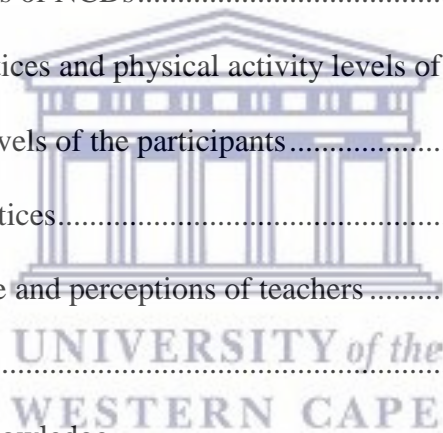 s of NCDs....................................
tices and physical activity levels of
vels of the participants..................
tices..........................................
e and perceptions of teachers.........
UNIVERSITY of the
................................................
WESTERN CAPE